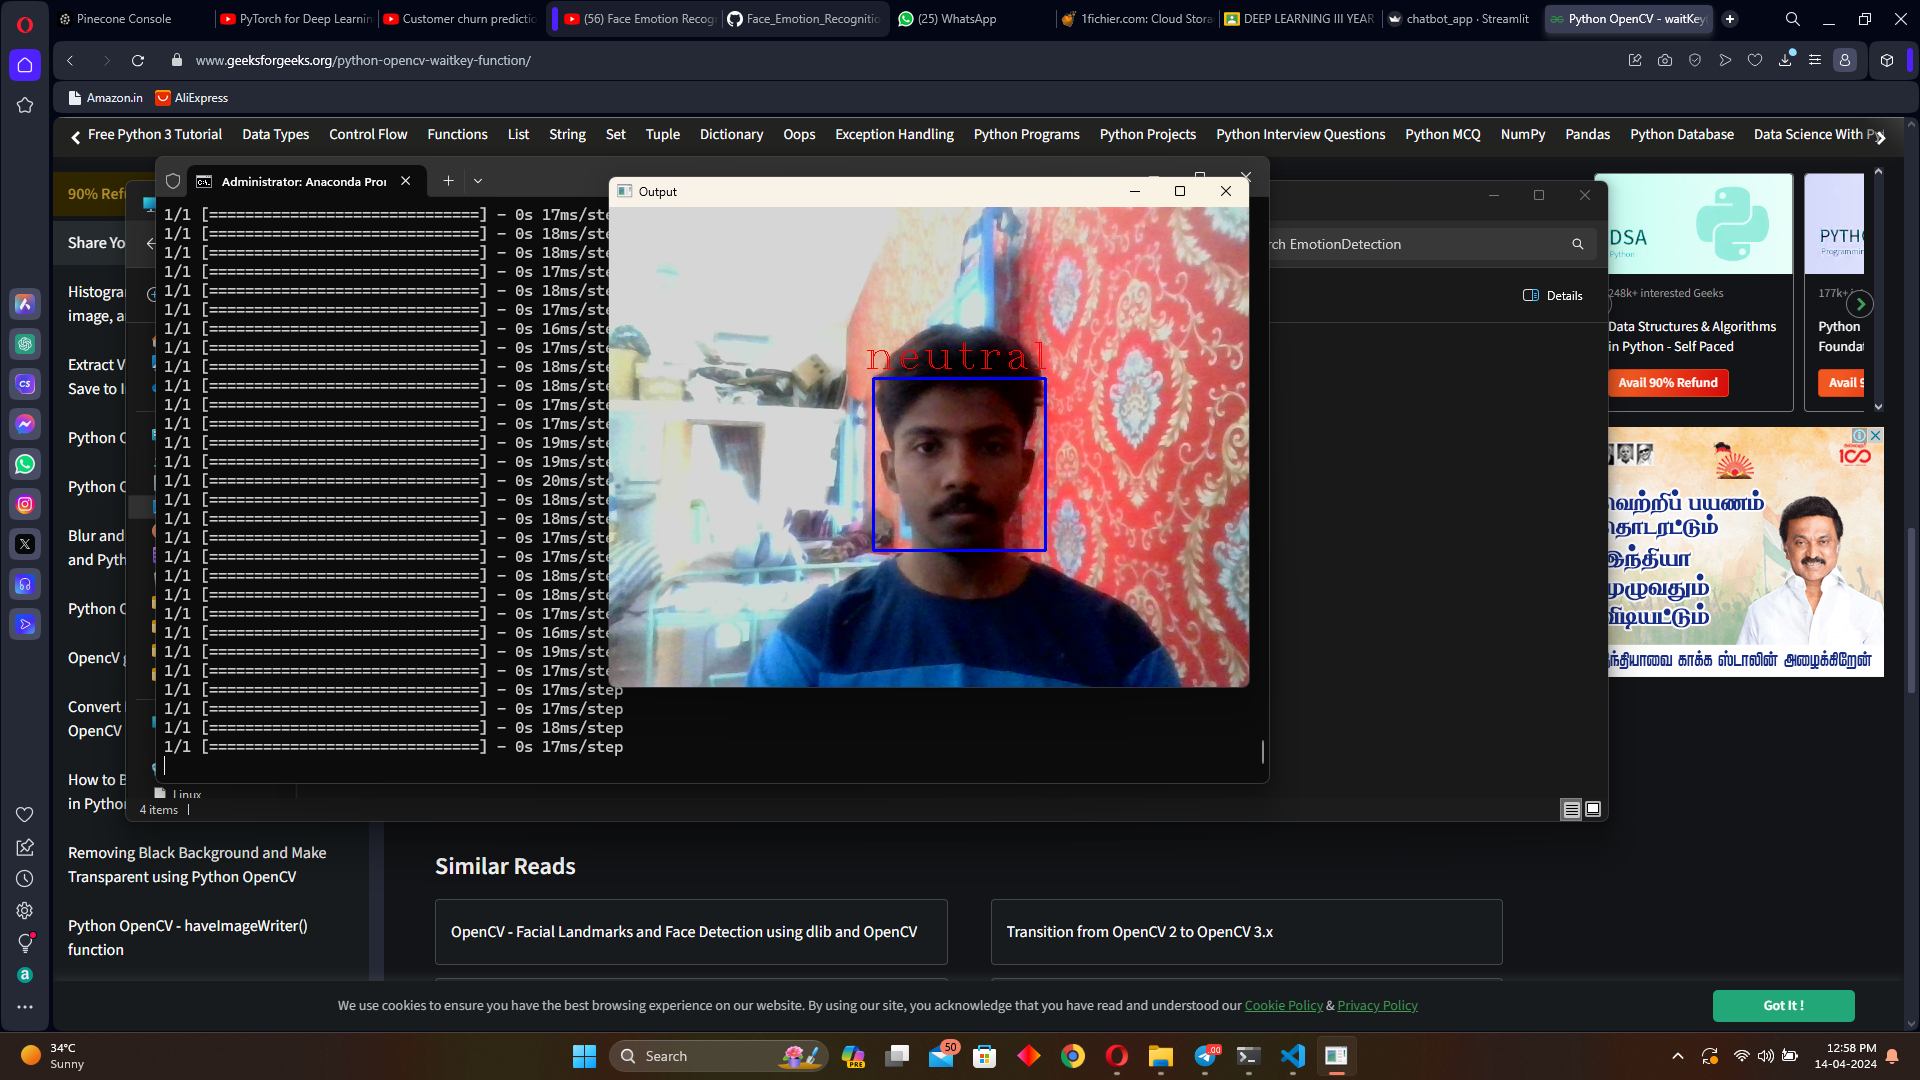 Pinecone Console
PyTorch for Deep Learnin
Customer churn predictio
(56) Face Emotion Recog
Face_Emotion_Recognitio
(25) WhatsApp
1fichier.com: Cloud Stora
DEEP LEARNING III YEAR
chatbot_app · Streamlit
Python OpenCV - waitKey
www.geeksforgeeks.org/python-opencv-waitkey-function/
Amazon.in
AliExpress
Free Python 3 Tutorial Data Types Control Flow Functions List String Set Tuple Dictionary Oops Exception Handling Python Programs Python Projects Python Interview Questions Python MCQ NumPy Pandas Python Database Data Science With Py
Administrator: Anaconda Pro
Output
90% Ref
Share Yo
Histogra
image, a
Extract V
Save to I
Python O
Python O
Blur and
and Pyth
Python O
OpencV g
Convert
OpenCV
How to B
in Python
Removing Black Background and Make
Transparent using Python OpenCV
Python OpenCV - haveImageWriter()
function
1/1 [==============================] - 0s 17ms/ste
1/1 [==============================] - 0s 18ms/ste
1/1 [==============================] - 0s 18ms/ste
1/1 [==============================] - 0s 17ms/ste
1/1 [==============================] - 0s 18ms/ste
1/1 [==============================] - 0s 17ms/ste
1/1 [==============================] - 0s 16ms/ste
1/1 [==============================] - 0s 17ms/ste
1/1 [==============================] - 0s 18ms/ste
1/1 [==============================] - 0s 18ms/ste
1/1 [==============================] - 0s 17ms/ste
1/1 [==============================] - 0s 17ms/ste
1/1 [==============================] - 0s 19ms/ste
1/1 [==============================] - 0s 19ms/ste
1/1 [==============================] - 0s 20ms/ste
1/1 [==============================] - 0s 18ms/ste
1/1 [==============================] - 0s 18ms/ste
1/1 [==============================] - 0s 17ms/ste
1/1 [==============================] - 0s 17ms/ste
1/1 [==============================] - 0s 18ms/ste
1/1 [==============================] - 0s 18ms/ste
1/1 [==============================] - 0s 17ms/ste
1/1 [==============================] - 0s 16ms/ste
1/1 [==============================] - 0s 19ms/ste
1/1 [==============================] - 0s 17ms/ste
1/1 [==============================] - 0s 17ms/step
1/1 [==============================] - 0s 17ms/step
1/1 [==============================] - 0s 18ms/step
1/1 [==============================] - 0s 17ms/step
neutral
rch EmotionDetection
Details
Linux
4 items
DSA
Python
248k+ interested Geeks
Data Structures & Algorithms
in Python - Self Paced
Avail 90% Refund
PYTHO
Programmin
177k+ i
Python
Foundat
Avail 9
100
வெற்றிப் பயணம்
தொடரட்டும்
இந்தியா
முழுவதும்
விடியட்டும்
ந்தியாவை காக்க ஸ்டாலின் அழைக்கிறேன்
Similar Reads
OpenCV - Facial Landmarks and Face Detection using dlib and OpenCV
Transition from OpenCV 2 to OpenCV 3.x
We use cookies to ensure you have the best browsing experience on our website. By using our site, you acknowledge that you have read and understood our Cookie Policy & Privacy Policy
Got It !
34°C
Sunny
Search
PRE
50
12:58 PM
14-04-2024